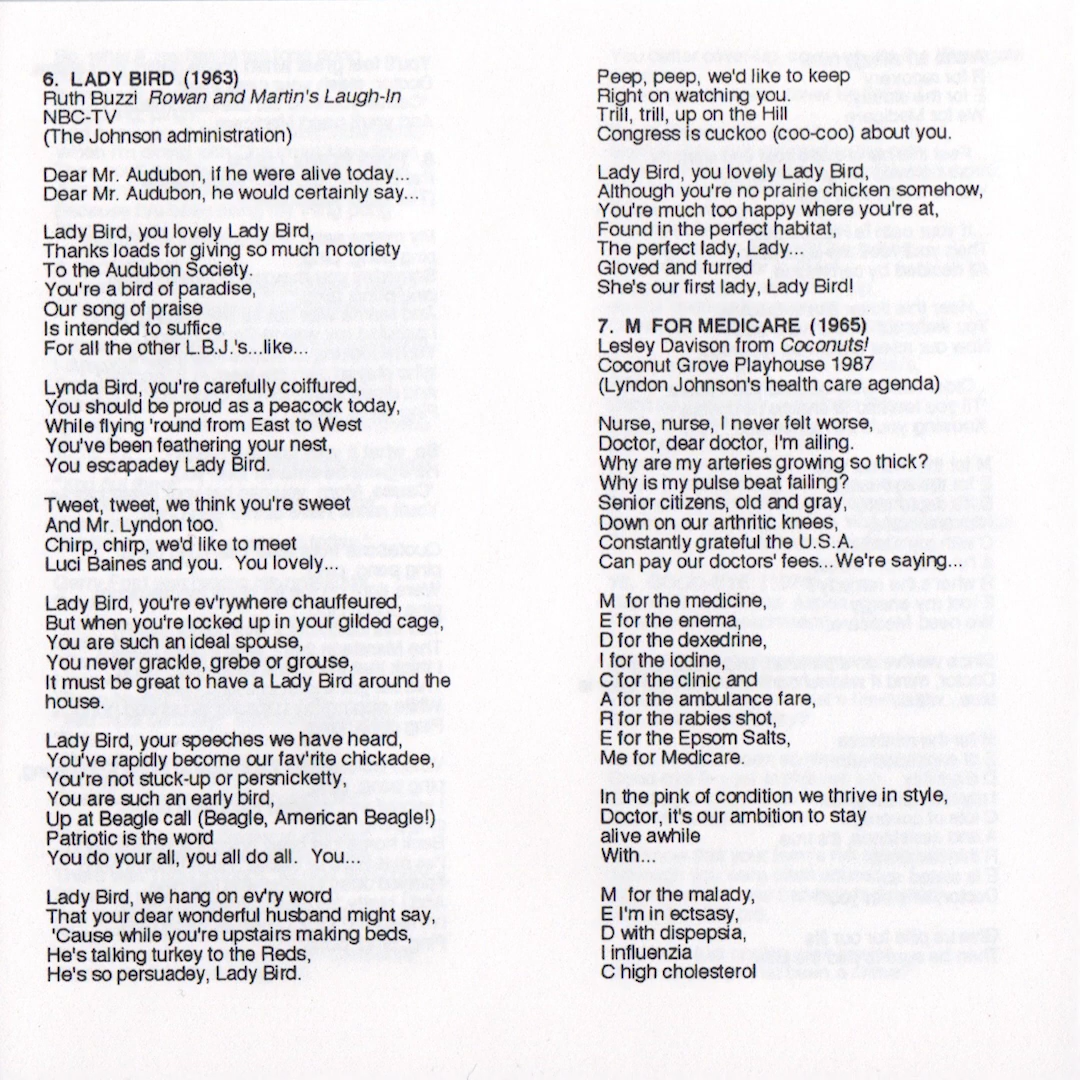 6. LADY BIRD (1963)
Ruth Buzzi Rowan and Martin's Laugh-In
NBC-TV
(The Johnson administration)

Dear Mr. Audubon, if he were alive today...
Dear Mr. Audubon, he would certainly say...

Lady Bird, you lovely Lady Bird,
Thanks loads for giving so much notoriety
To the Audubon Society.
You're a bird of paradise,
Our song of praise
Is intended to suffice
For all the other L.B.J.'s...like...

Lynda Bird, you're carefully coiffured,
You should be proud as a peacock today,
While flying 'round from East to West
You've been feathering your nest,
You escapadey Lady Bird.

Tweet, tweet, we think you're sweet
And Mr. Lyndon too.
Chirp, chirp, we'd like to meet
Luci Baines and you. You lovely...

Lady Bird, you're ev'rywhere chauffeured,
But when you're locked up in your gilded cage,
You are such an ideal spouse,
You never grackle, grebe or grouse,
It must be great to have a Lady Bird around the
house.

Lady Bird, your speeches we have heard,
You've rapidly become our fav'rite chickadee,
You're not stuck-up or persnicketty,
You are such an early bird,
Up at Beagle call (Beagle, American Beagle!)
Patriotic is the word
You do your all, you all do all. You...

Lady Bird, we hang on ev'ry word
That your dear wonderful husband might say,
'Cause while you're upstairs making beds,
He's talking turkey to the Reds,
He's so persuadey, Lady Bird.

Peep, peep, we'd like to keep
Right on watching you.
Trill, trill, up on the Hill
Congress is cuckoo (coo-coo) about you.

Lady Bird, you lovely Lady Bird,
Although you're no prairie chicken somehow,
You're much too happy where you're at,
Found in the perfect habitat,
The perfect lady, Lady...
Gloved and furred
She's our first lady, Lady Bird!

7. M FOR MEDICARE (1965)
Lesley Davison from Coconuts!
Coconut Grove Playhouse 1987
(Lyndon Johnson's health care agenda)

Nurse, nurse, I never felt worse,
Doctor, dear doctor, I'm ailing.
Why are my arteries growing so thick?
Why is my pulse beat failing?
Senior citizens, old and gray,
Down on our arthritic knees,
Constantly grateful the U.S.A.
Can pay our doctors' fees...We're saying...

M for the medicine,
E for the enema,
D for the dexedrine,
I for the iodine,
C for the clinic and
A for the ambulance fare,
R for the rabies shot,
E for the Epsom Salts,
Me for Medicare.

In the pink of condition we thrive in style,
Doctor, it's our ambition to stay
alive awhile
With...

M for the malady,
E I'm in ectsasy,
D with dispepsia,
I influenzia
C high cholesterol